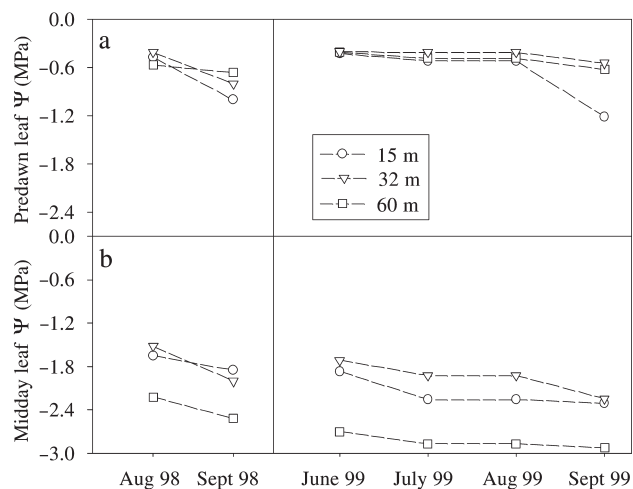 a
Predawn leaf Ψ (MPa)
-0.4
-0.6
-1.2
-1.8
-2.4
0.0
15 m
32 m
60 m
b
Midday leaf Ψ (MPa)
-0.6
-1.2
-1.8
-2.4
-3.0
Aug 98 Sept 98 June 99 July 99 Aug 99 Sept 99